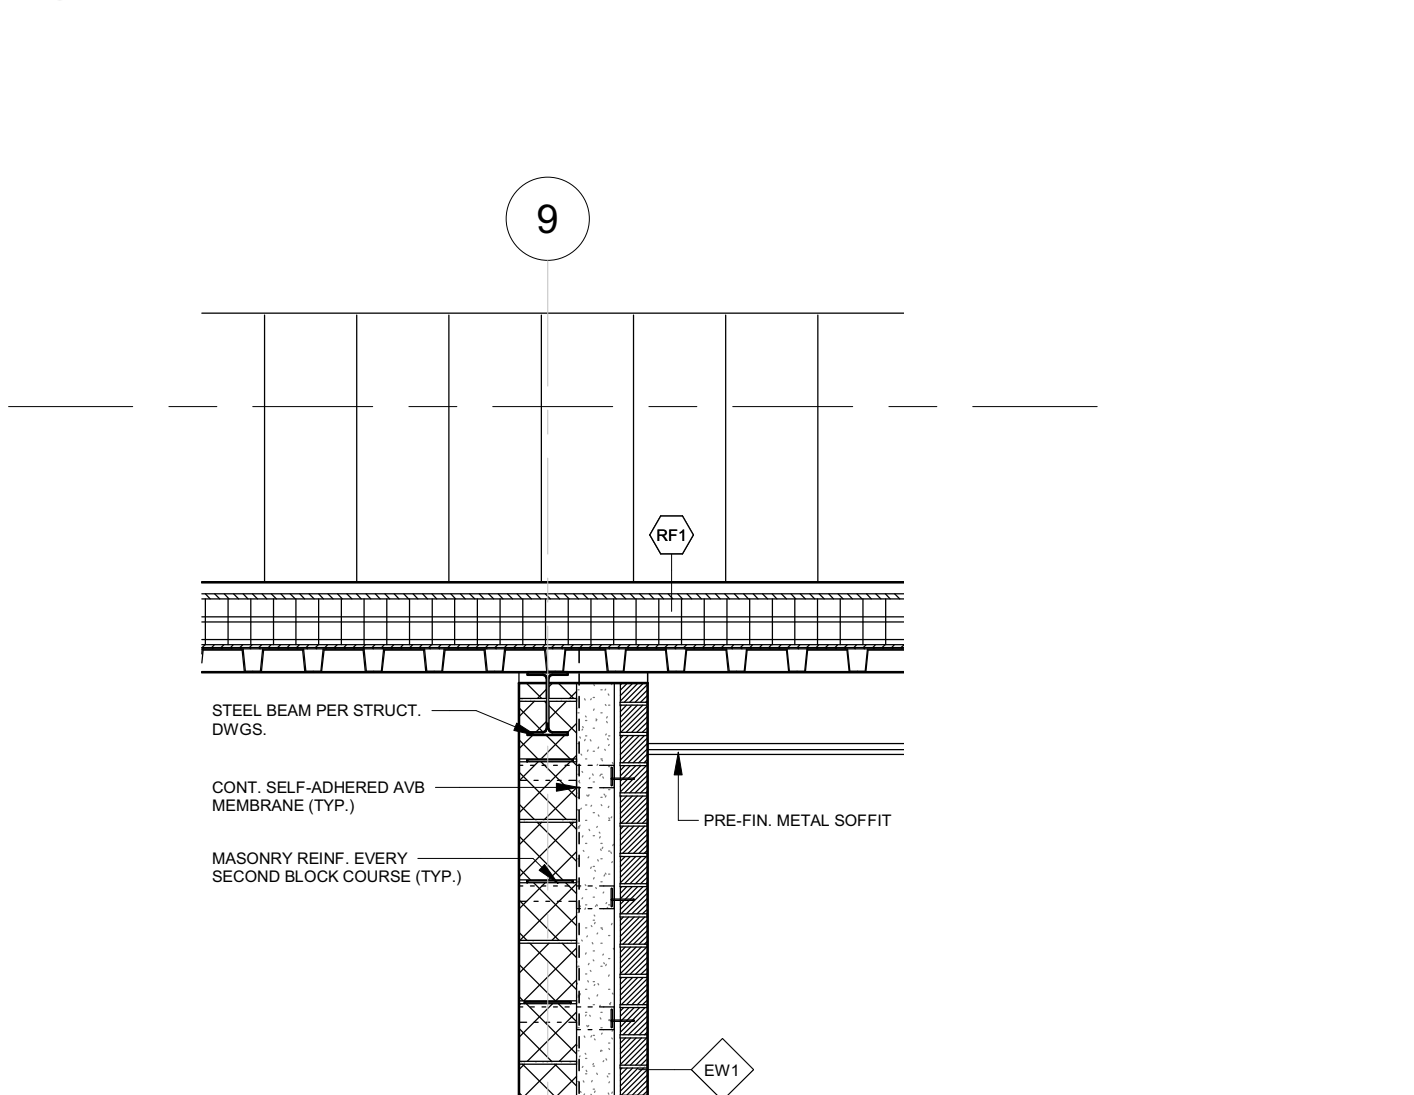 9
RF1
STEEL BEAM PER STRUCT.
DWGS.
CONT. SELF-ADHERED AVB
MEMBRANE (TYP.)
PRE-FIN. METAL SOFFIT
MASONRY REINF. EVERY
SECOND BLOCK COURSE (TYP.)
EW1